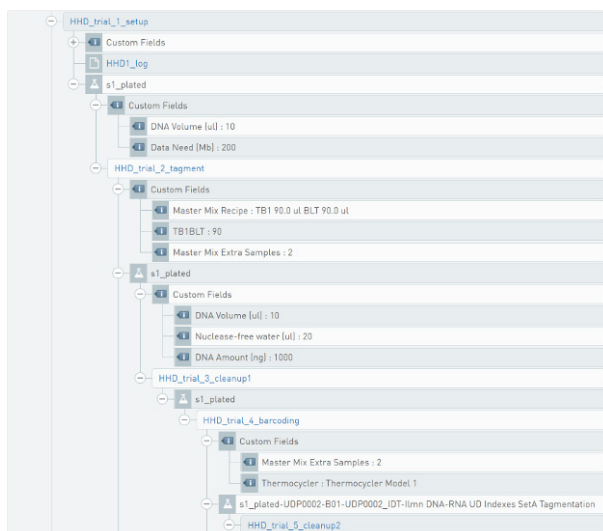 HHD_trial_1_setup
Custom Fields
HHD1_log
s1_plated
Custom Fields
DNA Volume (ul) : 10
Data Need (Mb) : 200
HHD_trial_2_tagment
Custom Fields
Master Mix Recipe : TB1 90.0 ul BLT 90.0 ul
TB1BLT : 90
Master Mix Extra Samples : 2
s1_plated
Custom Fields
DNA Volume (ul) : 10
Nuclease-free water (ul) : 20
DNA Amount (ng) : 1000
HHD_trial_3_cleanup1
s1_plated
HHD_trial_4_barcoding
Custom Fields
Master Mix Extra Samples : 2
Thermocycler : Thermocycler Model 1
s1_plated-UDP0002-B01-UDP0002_IDT-Ilmn DNA-RNA UD Indexes SetA Tagmentation
HHD_trial_5_cleanup2